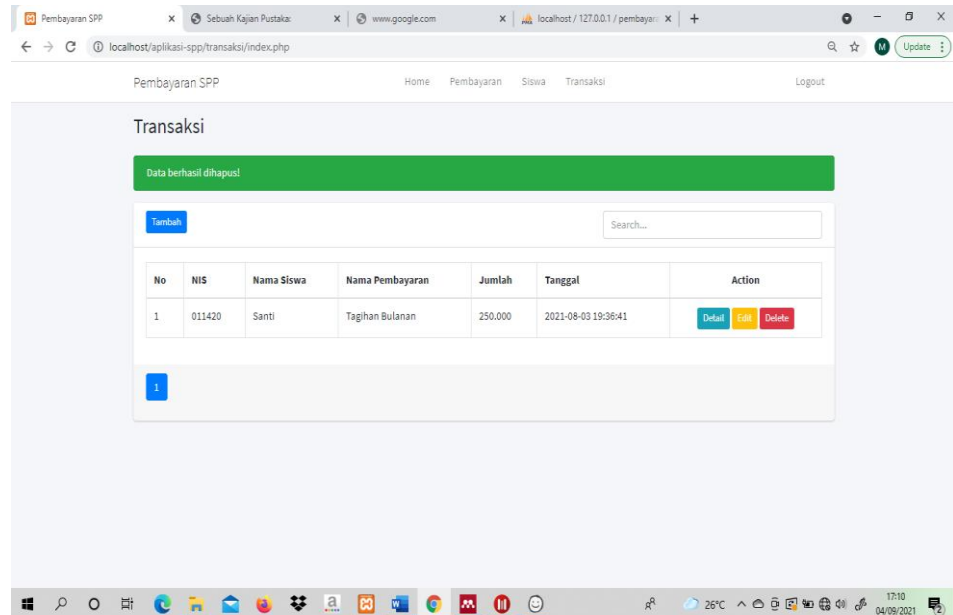 Pembayaran SPP
Sebuah Kajian Pustaka:
www.google.com
localhost / 127.0.0.1 / pembayar
localhost/aplikasi-spp/transaksi/index.php
M
Update
Pembayaran SPP Home Pembayaran Siswa Transaksi Logout
Transaksi
Data berhasil dihapus!
Tambah
Search...
No NIS Nama Siswa Nama Pembayaran Jumlah Tanggal Action
1 011420 Santi Tagihan Bulanan 250.000 2021-08-03 19:36:41 Detail Edit Delete
1
26°C
17:10
04/09/2021
2